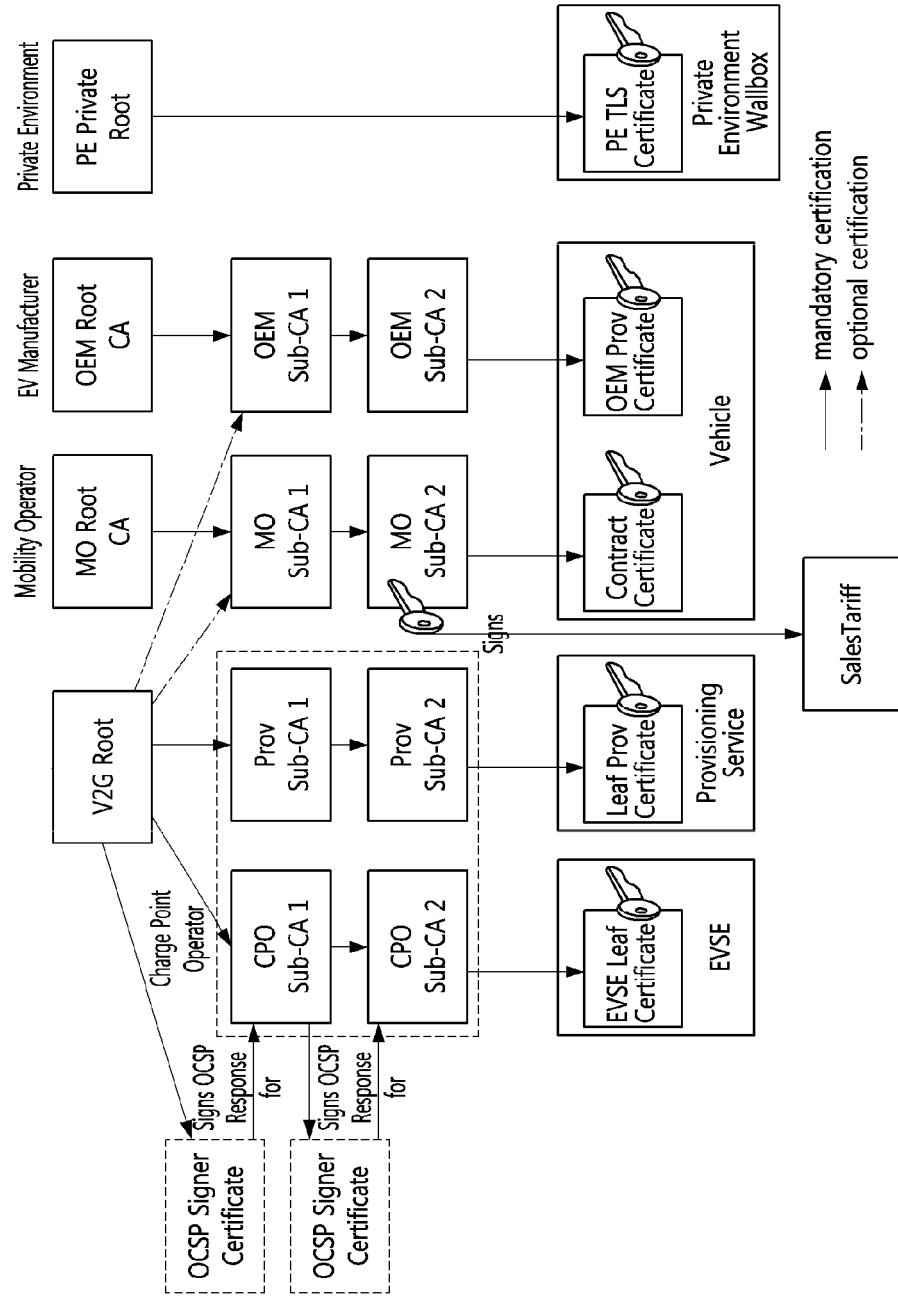 Mobility Operator
EV Manufacturer
Private Environment
V2G Root
MO Root
CA
OEM Root
CA
PE Private
Root
Charge Point
Operator
OCSP Signer
Certificate
Signs OCSP
Response
for
CPO
Sub-CA 1
Prov
Sub-CA 1
MO
Sub-CA 1
OEM
Sub-CA 1
OCSP Signer
Certificate
Signs OCSP
Response
for
CPO
Sub-CA 2
Prov
Sub-CA 2
MO
Sub-CA 2
OEM
Sub-CA 2
Signs
EVSE Leaf
Certificate
EVSE
Leaf Prov
Certificate
Provisioning
Service
Contract
Certificate
OEM Prov
Certificate
Vehicle
PE TLS
Certificate
Private
Environment
Wallbox
SalesTariff
mandatory certification
optional certification